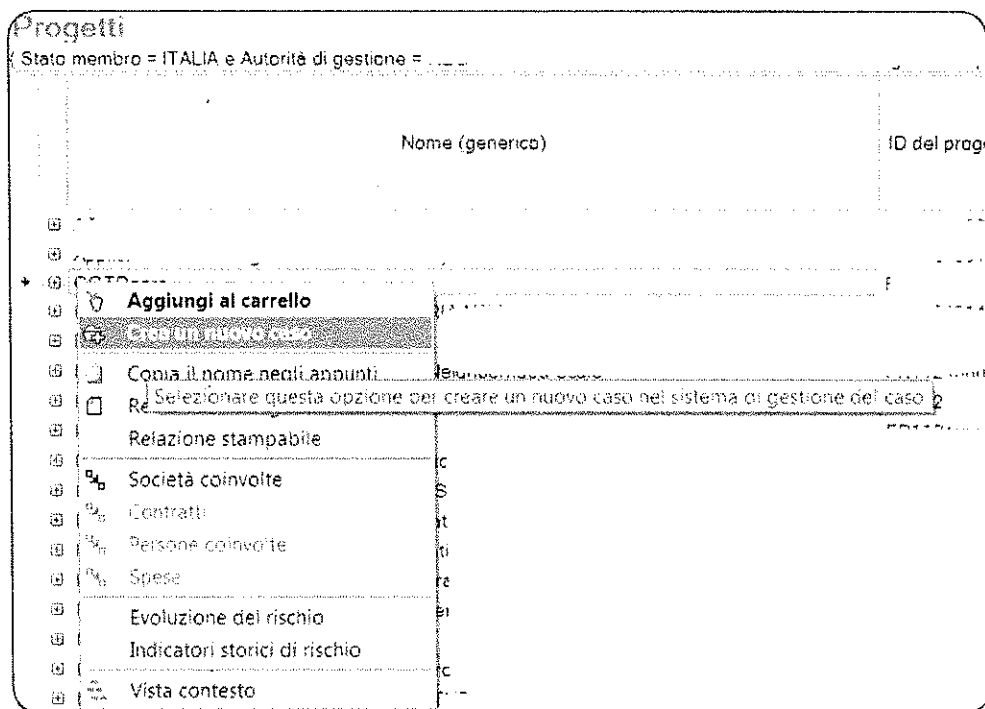 Progetti
( Stato membro = ITALIA e Autorità di gestione =
Nome (generico) ID del prog
Aggiungi al carrello
Crea un nuovo caso
Copia il nome negli appunti
Selezionare questa opzione per creare un nuovo caso nel sistema di gestione del caso
Relazione stampabile
Società coinvolte
Contratti
Persone coinvolte
Spese
Evoluzione del rischio
Indicatori storici di rischio
Vista contesto